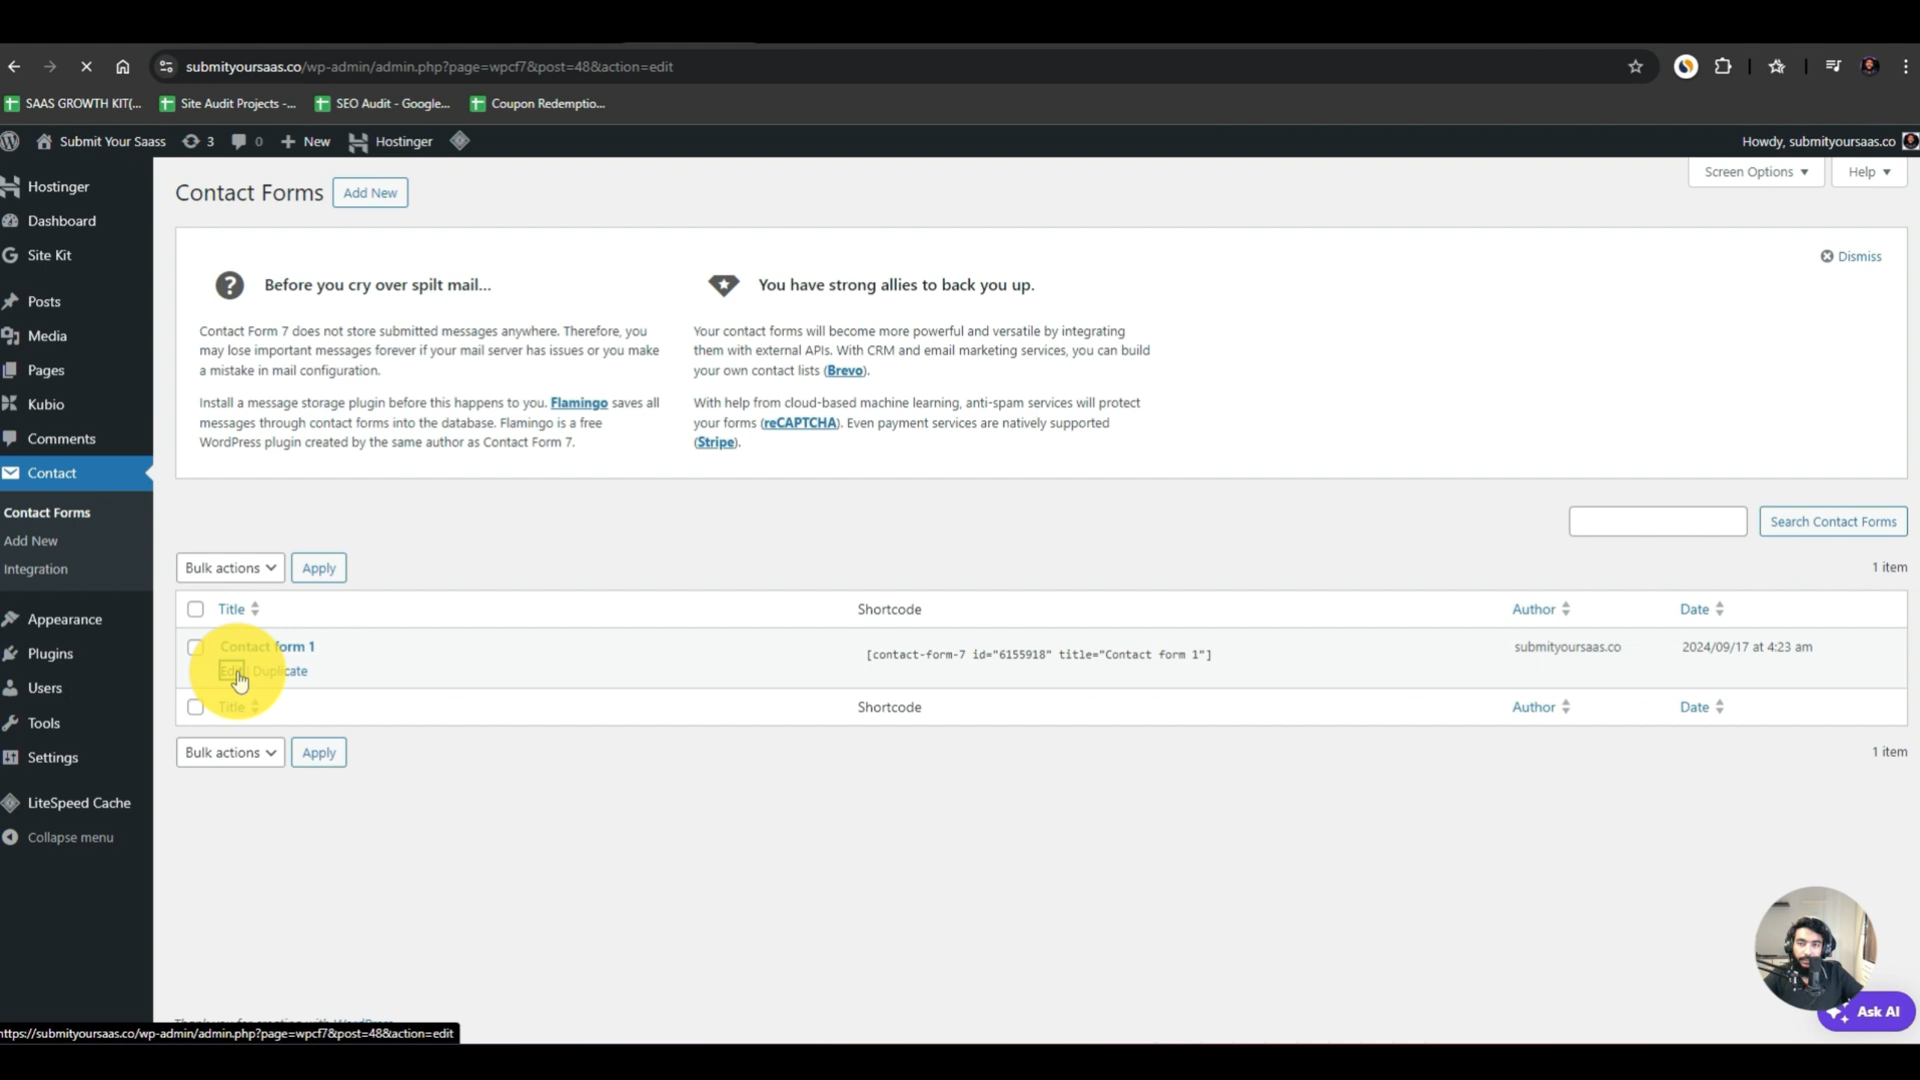 submityoursaas.co/wp-admin/admin.php?page=wpcf7&post=48&action=edit
SAAS GROWTH KIT(...
Site Audit Projects -...
SEO Audit - Google...
Coupon Redemptio...
Submit Your Saass
3
0
New
Hostinger
Howdy, submityoursaas.co
Hostinger
Dashboard
Site Kit
Posts
Media
Pages
Kubio
Comments
Contact
Contact Forms
Add New
Integration
Appearance
Plugins
Users
Tools
Settings
LiteSpeed Cache
Collapse menu
Contact Forms
Add New
Screen Options
Help
Dismiss
Before you cry over spilt mail...
Contact Form 7 does not store submitted messages anywhere. Therefore, you
may lose important messages forever if your mail server has issues or you make
a mistake in mail configuration.
Install a message storage plugin before this happens to you. Flamingo saves all
messages through contact forms into the database. Flamingo is a free
WordPress plugin created by the same author as Contact Form 7.
You have strong allies to back you up.
Your contact forms will become more powerful and versatile by integrating
them with external APIs. With CRM and email marketing services, you can build
your own contact lists (Brevo).
With help from cloud-based machine learning, anti-spam services will protect
your forms (reCAPTCHA). Even payment services are natively supported
(Stripe).
Search Contact Forms
Bulk actions
Apply
1 item
Title
Shortcode
Author
Date
Contact form 1
Edit | Duplicate
[contact-form-7 id="6155918" title="Contact form 1"]
submityoursaas.co
2024/09/17 at 4:23 am
Title
Shortcode
Author
Date
Bulk actions
Apply
1 item
Ask AI
https://submityoursaas.co/wp-admin/admin.php?page=wpcf7&post=48&action=edit